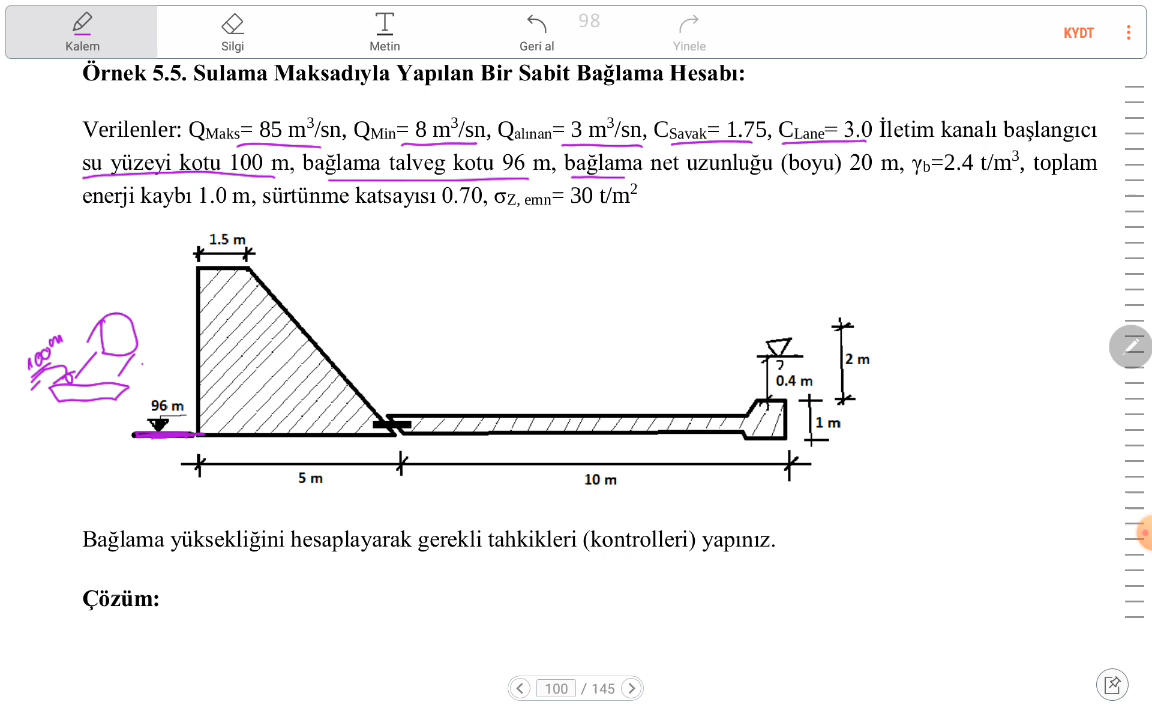 Kalem
Silgi
Metin
Geri al
98
Yinele
KYDT
Örnek 5.5. Sulama Maksadıyla Yapılan Bir Sabit Bağlama Hesabı:
Verilenler: QMaks= 85 m³/sn, QMin= 8 m³/sn, Qalınan= 3 m³/sn, CSavak= 1.75, CLane= 3.0 İletim kanalı başlangıcı
su yüzeyi kotu 100 m, bağlama talveg kotu 96 m, bağlama net uzunluğu (boyu) 20 m, γb=2.4 t/m³, toplam
enerji kaybı 1.0 m, sürtünme katsayısı 0.70, σZ, emn= 30 t/m²
1.5 m
100m
96 m
2 m
0.4 m
1 m
5 m
10 m
Bağlama yüksekliğini hesaplayarak gerekli tahkikleri (kontrolleri) yapınız.
Çözüm:
100 / 145